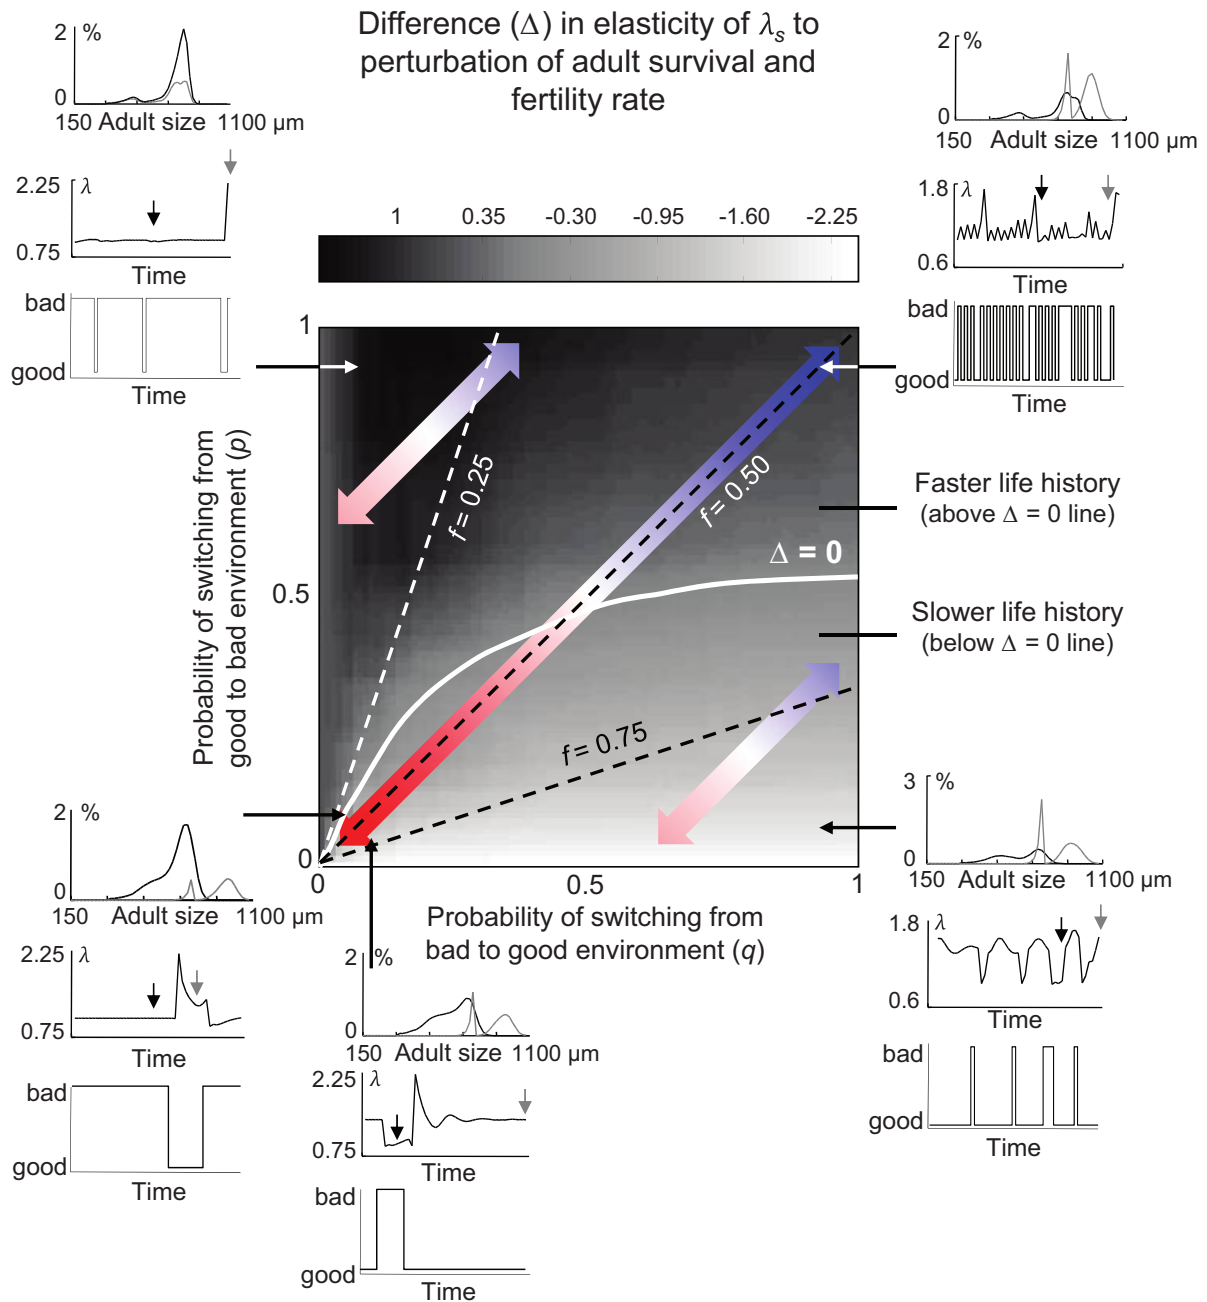 Difference (Δ) in elasticity of λs to
perturbation of adult survival and
fertility rate
2 %
0
150 Adult size 1100 µm
2.25 λ
0.75
Time
bad
good
Time
2 %
0
150 Adult size 1100 µm
1.8 λ
0.6
Time
bad
good
Time
1 0.35 -0.30 -0.95 -1.60 -2.25
1
0.5
0
0 0.5 1
Probability of switching from
good to bad environment (p)
Probability of switching from
bad to good environment (q)
f = 0.25
f = 0.50
f = 0.75
Δ = 0
Faster life history
(above Δ = 0 line)
Slower life history
(below Δ = 0 line)
2 %
0
150 Adult size 1100 µm
2.25 λ
0.75
Time
bad
good
Time
2 %
0
150 Adult size 1100 µm
2.25 λ
0.75
Time
bad
good
Time
3 %
0
150 Adult size 1100 µm
1.8 λ
0.6
Time
bad
good
Time